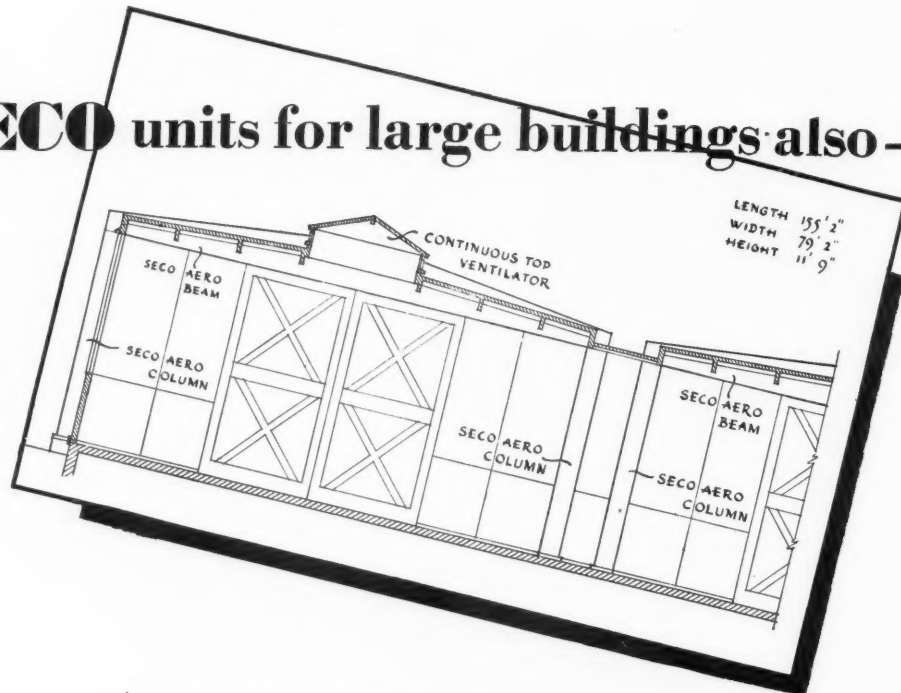 ECO units for large buildings also—
LENGTH 155' 2"
WIDTH 79' 2"
HEIGHT 11' 9"
CONTINUOUS TOP
VENTILATOR
SECO AERO
BEAM
SECO AERO
COLUMN
SECO AERO
COLUMN
SECO AERO
BEAM
SECO AERO
COLUMN